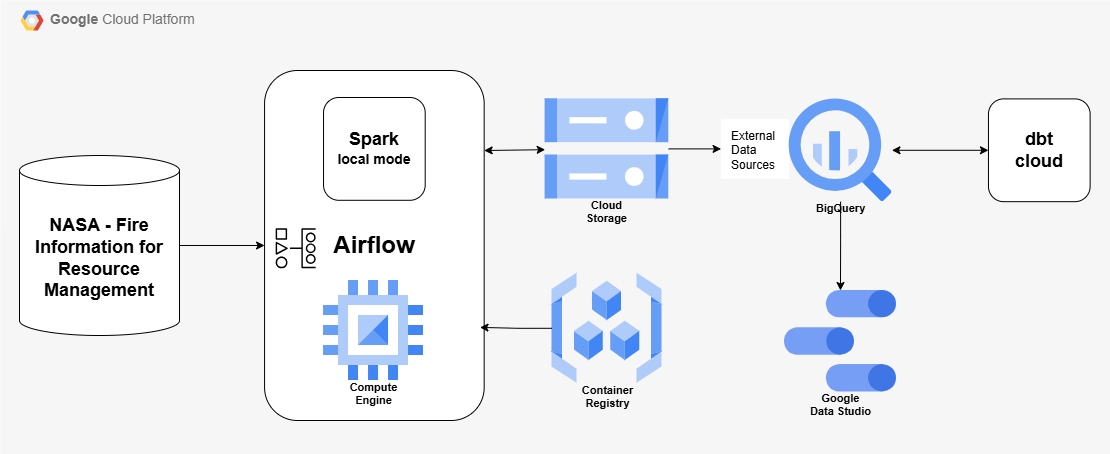 Google Cloud Platform
NASA - Fire
Information for
Resource
Management
Spark
local mode
Airflow
Compute
Engine
Cloud
Storage
Container
Registry
External
Data
Sources
BigQuery
dbt
cloud
Google
Data Studio